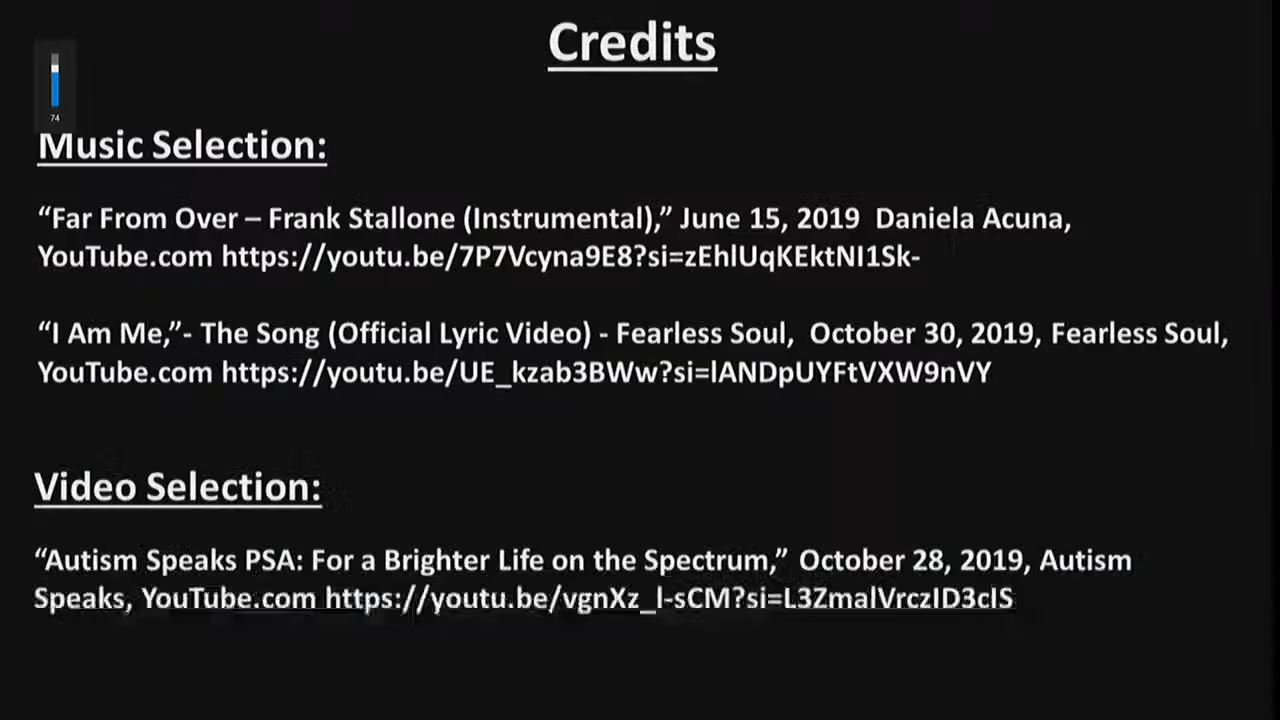 Credits
74
Music Selection:
“Far From Over – Frank Stallone (Instrumental),” June 15, 2019  Daniela Acuna,
YouTube.com https://youtu.be/7P7Vcyna9E8?si=zEhlUqKEktNI1Sk-
“I Am Me,”- The Song (Official Lyric Video) - Fearless Soul,  October 30, 2019, Fearless Soul,
YouTube.com https://youtu.be/UE_kzab3BWw?si=lANDpUYFtVXW9nVY
Video Selection:
“Autism Speaks PSA: For a Brighter Life on the Spectrum,” October 28, 2019, Autism
Speaks, YouTube.com https://youtu.be/vgnXz_l-sCM?si=L3ZmalVrczID3cIS